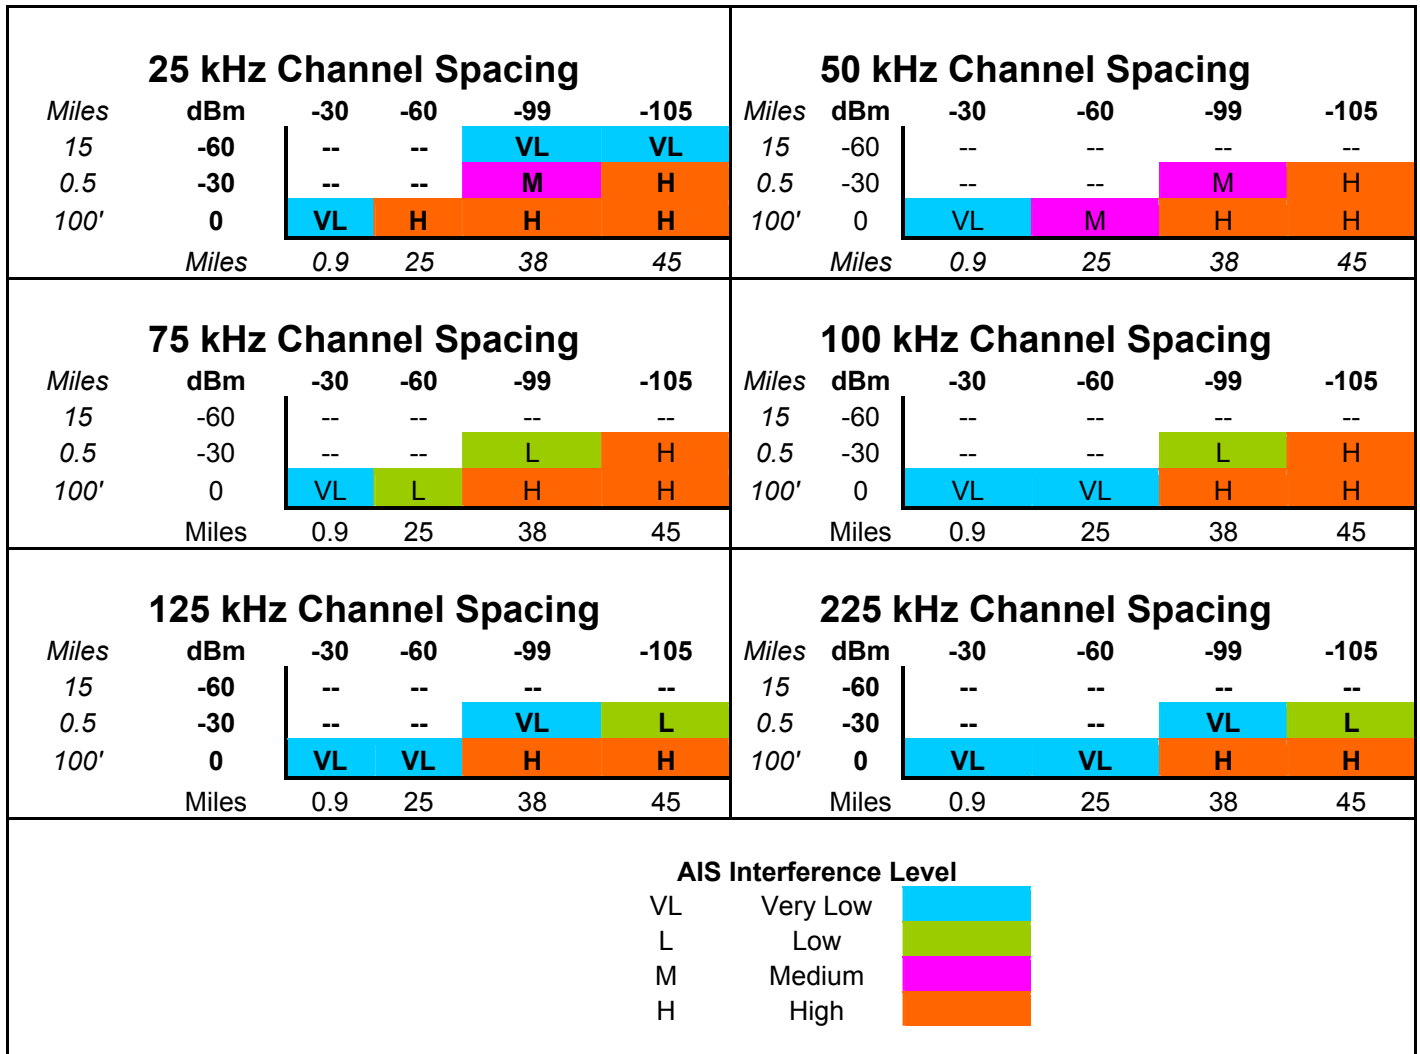 25 kHz Channel Spacing
Miles dBm -30 -60 -99 -105
15 -60 -- -- VL VL
0.5 -30 -- -- M H
100' 0 VL H H H
Miles 0.9 25 38 45
50 kHz Channel Spacing
Miles dBm -30 -60 -99 -105
15 -60 -- -- -- --
0.5 -30 -- -- M H
100' 0 VL M H H
Miles 0.9 25 38 45
75 kHz Channel Spacing
Miles dBm -30 -60 -99 -105
15 -60 -- -- -- --
0.5 -30 -- -- L H
100' 0 VL L H H
Miles 0.9 25 38 45
100 kHz Channel Spacing
Miles dBm -30 -60 -99 -105
15 -60 -- -- -- --
0.5 -30 -- -- L H
100' 0 VL VL H H
Miles 0.9 25 38 45
125 kHz Channel Spacing
Miles dBm -30 -60 -99 -105
15 -60 -- -- -- --
0.5 -30 -- -- VL L
100' 0 VL VL H H
Miles 0.9 25 38 45
225 kHz Channel Spacing
Miles dBm -30 -60 -99 -105
15 -60 -- -- -- --
0.5 -30 -- -- VL L
100' 0 VL VL H H
Miles 0.9 25 38 45
AIS Interference Level
VL Very Low
L Low
M Medium
H High